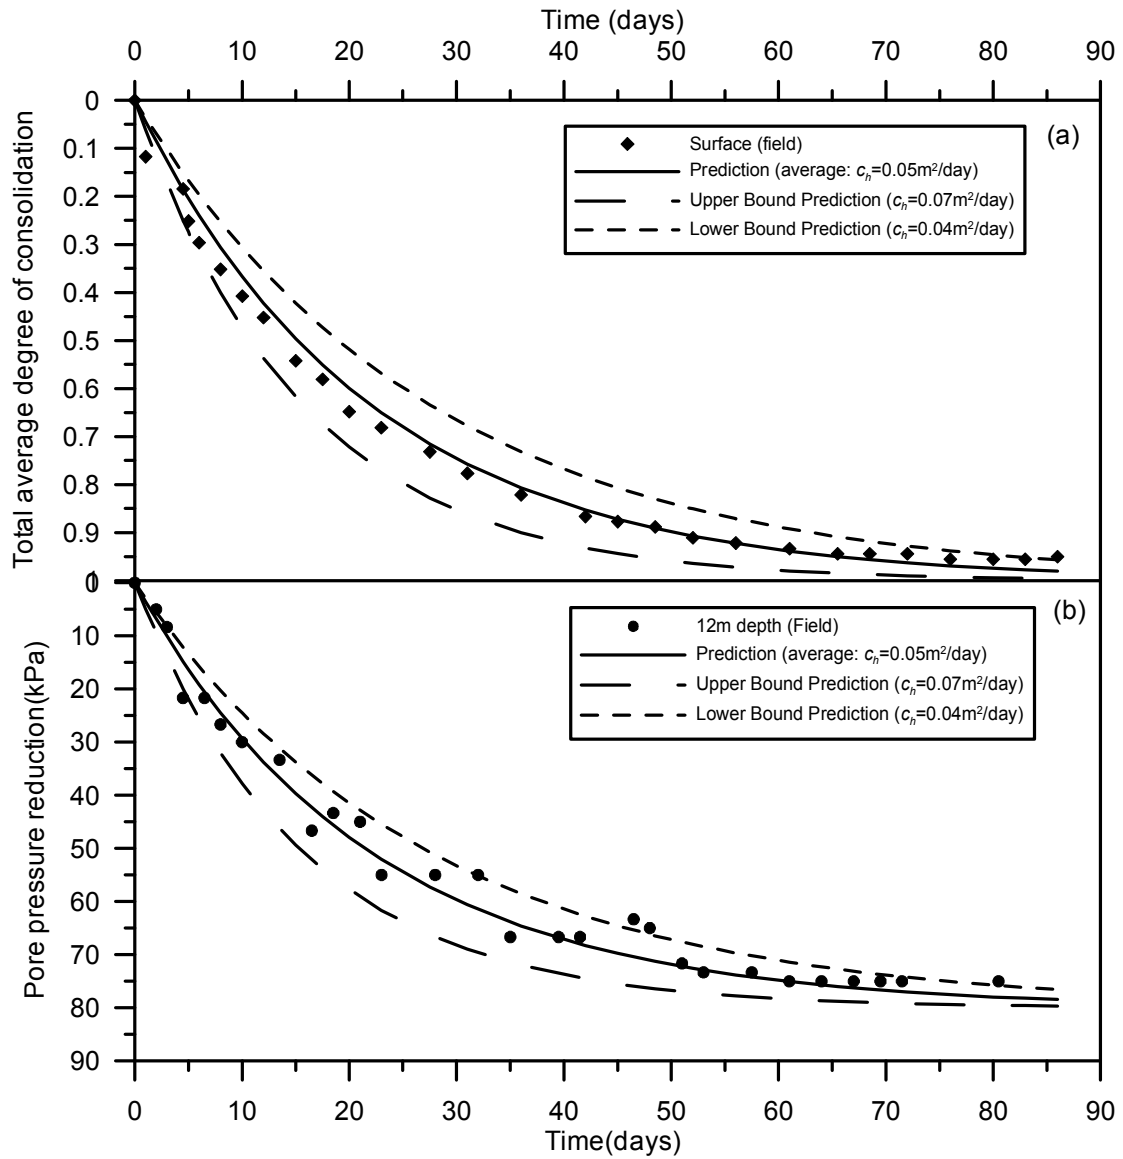 Time (days)
0 10 20 30 40 50 60 70 80 90
Total average degree of consolidation
0
0.1
0.2
0.3
0.4
0.5
0.6
0.7
0.8
0.9
1
(a)
Surface (field)
Prediction (average: cₕ=0.05m²/day)
Upper Bound Prediction (cₕ=0.07m²/day)
Lower Bound Prediction (cₕ=0.04m²/day)
Pore pressure reduction(kPa)
0
10
20
30
40
50
60
70
80
90
(b)
12m depth (Field)
Prediction (average: cₕ=0.05m²/day)
Upper Bound Prediction (cₕ=0.07m²/day)
Lower Bound Prediction (cₕ=0.04m²/day)
0 10 20 30 40 50 60 70 80 90
Time(days)